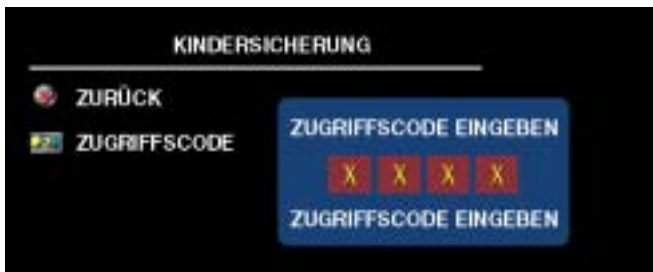 KINDERSICHERUNG
ZURÜCK
ZUGRIFFSCODE
ZUGRIFFSCODE EINGEBEN
X X X X
ZUGRIFFSCODE EINGEBEN